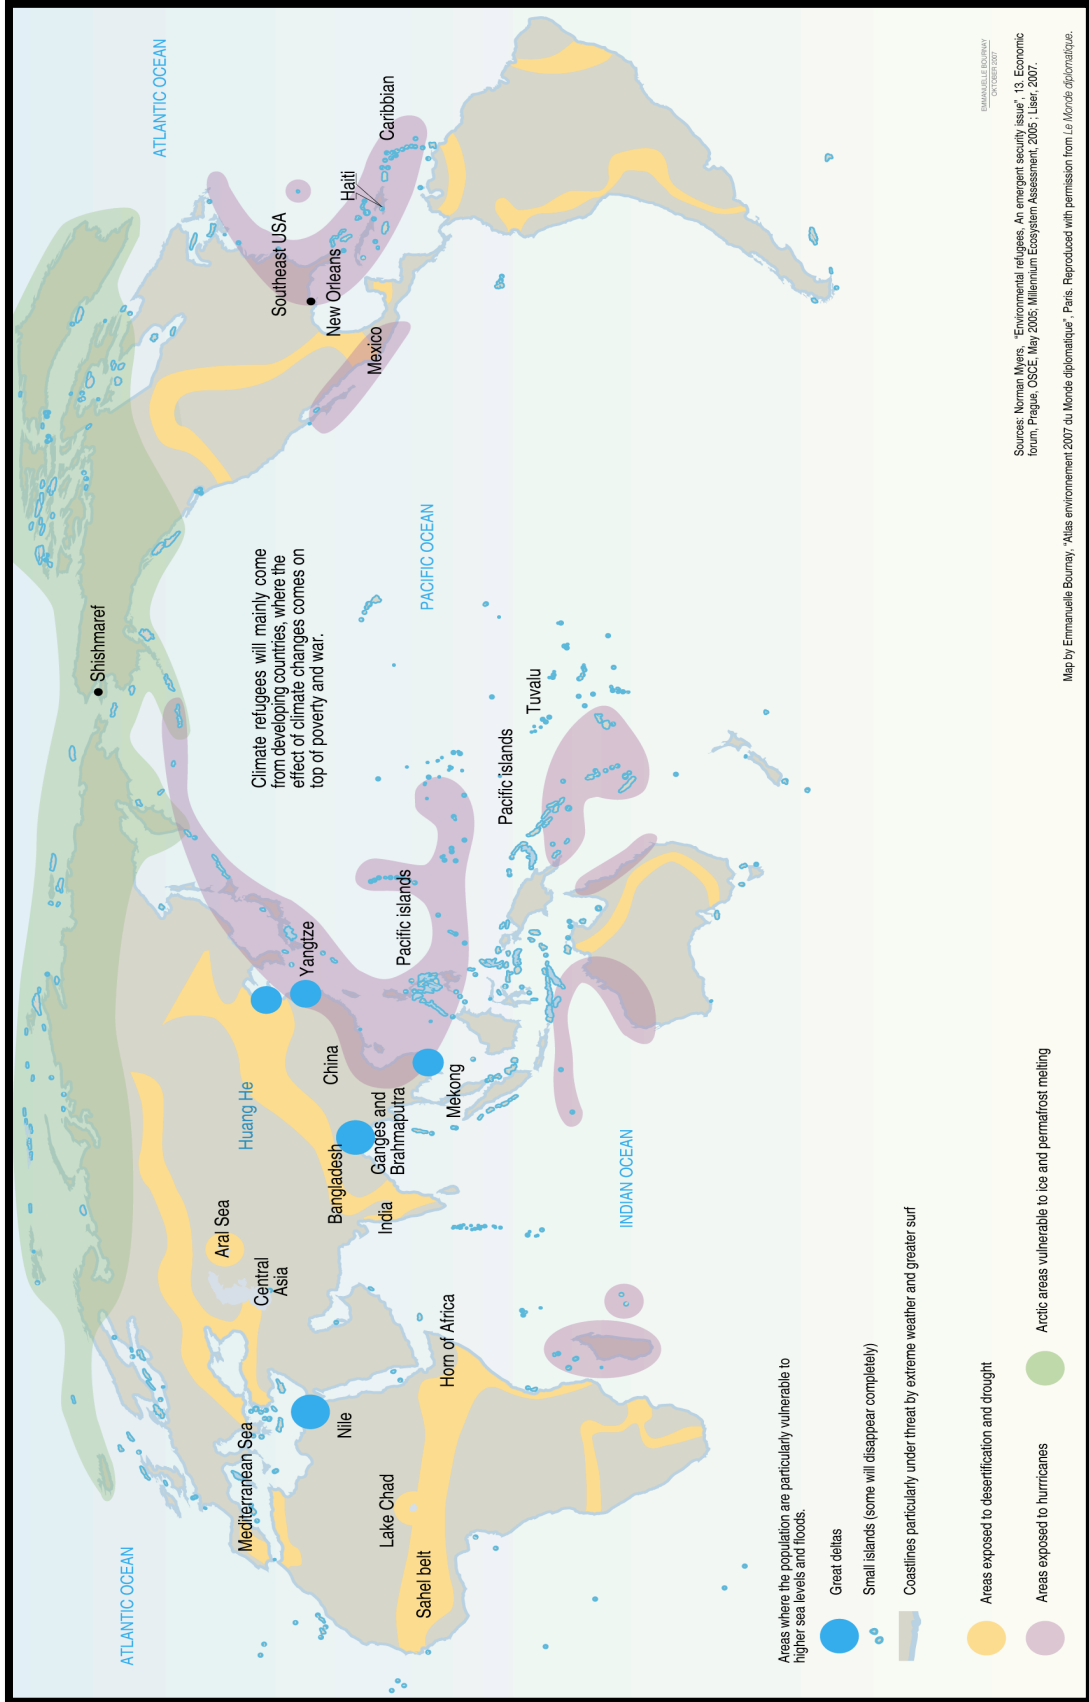 ATLANTIC OCEAN
ATLANTIC OCEAN
Shishmaref
Mediterranean Sea
Aral Sea
Central
Asia
Huang He
Southeast USA
Climate refugees will mainly come
from developing countries, where the
effect of climate changes comes on
top of poverty and war.
Nile
Bangladesh
China
Yangtze
New Orleans
Haiti
Lake Chad
India
Ganges and
Brahmaputra
Pacific islands
Mexico
Caribbian
Sahel belt
Horn of Africa
Mekong
PACIFIC OCEAN
Pacific islands
Tuvalu
INDIAN OCEAN
Areas where the population are particularly vulnerable to
higher sea levels and floods.
Great deltas
Small islands (some will disappear completely)
Coastlines particularly under threat by extreme weather and greater surf
Areas exposed to desertification and drought
Areas exposed to hurrricanes
Arctic areas vulnerable to ice and permafrost melting
EMMANUELLE BOURNAY
OKTOBER 2007
Sources: Norman Myers, "Environmental refugees, An emergent security issue", 13. Economic
forum, Prague, OSCE, May 2005; Millennium Ecosystem Assessment, 2005 ; Liser, 2007.
Map by Emmanuelle Bournay, "Atlas environnement 2007 du Monde diplomatique", Paris. Reproduced with permission from Le Monde diplomatique.